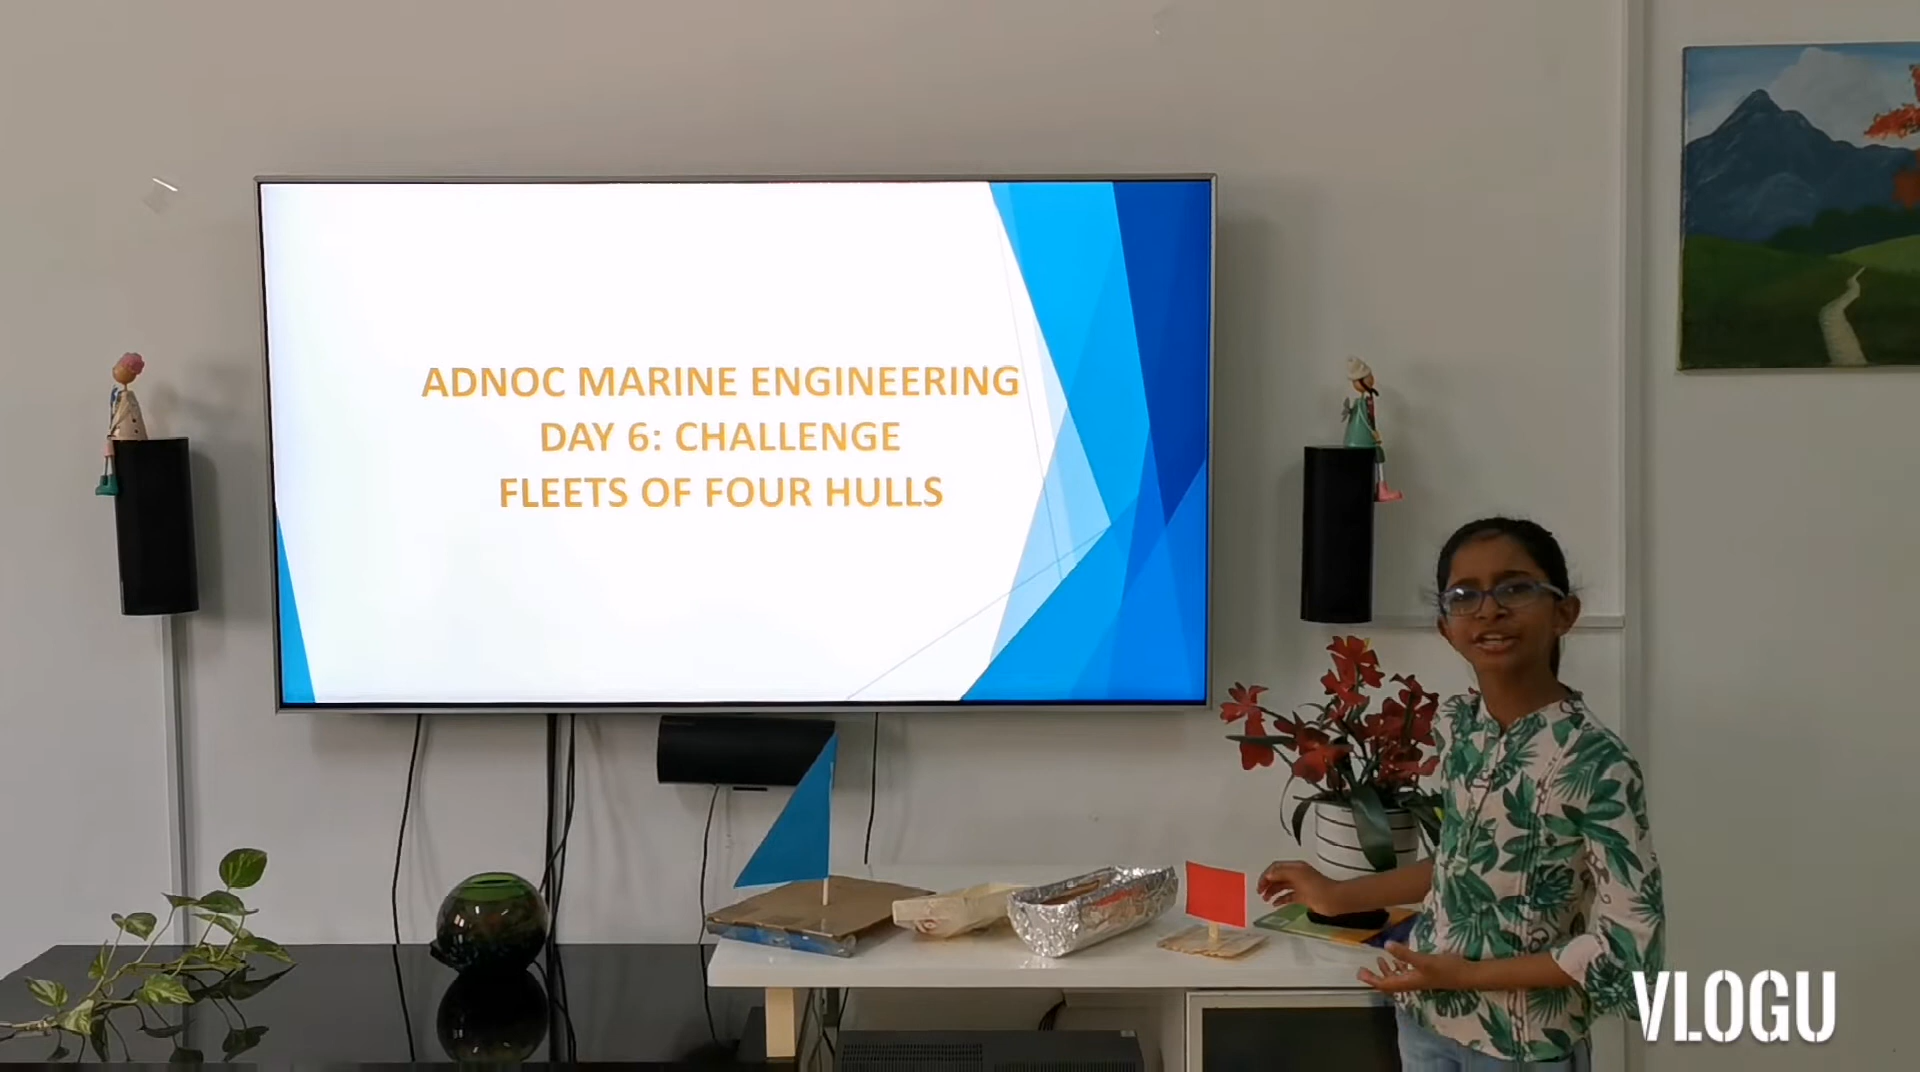 ADNOC MARINE ENGINEERING
DAY 6: CHALLENGE
FLEETS OF FOUR HULLS
VLOGU